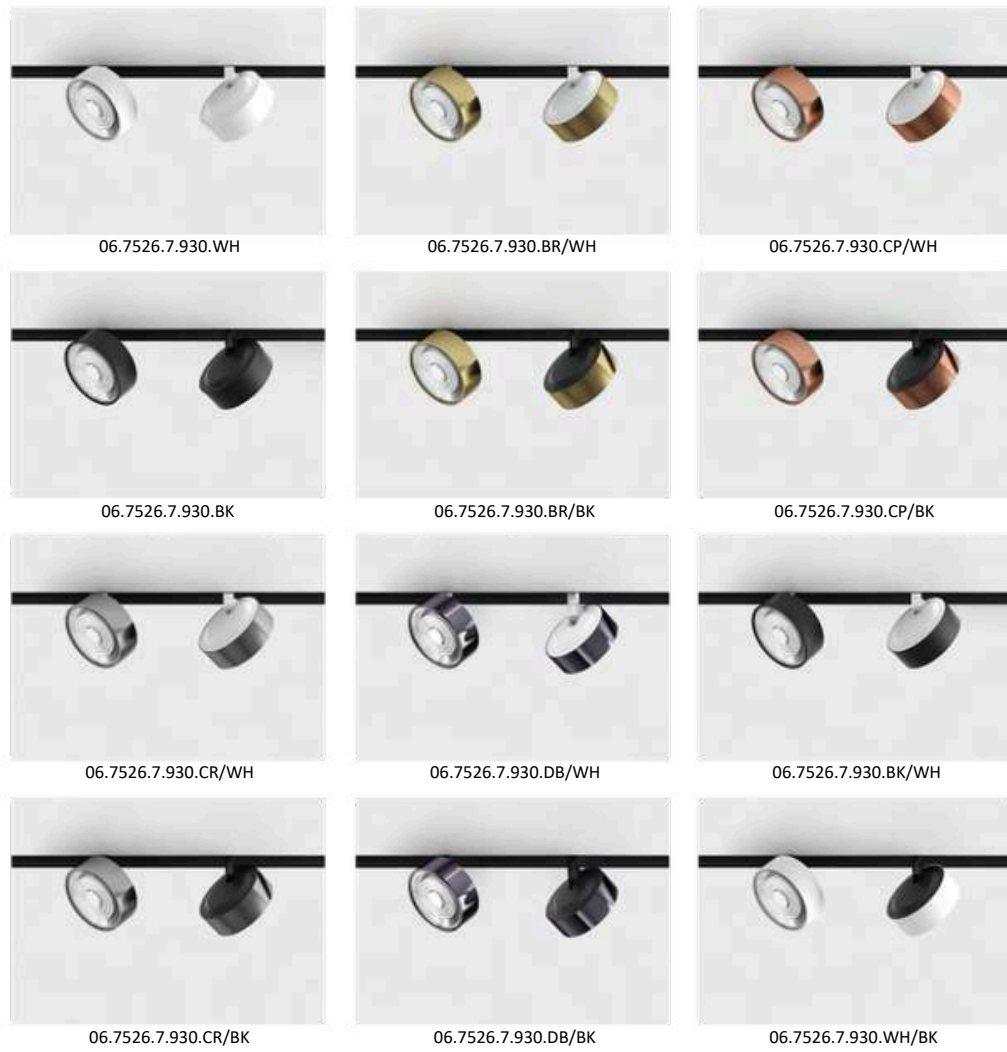 06.7526.7.930.WH
06.7526.7.930.BR/WH
06.7526.7.930.CP/WH
06.7526.7.930.BK
06.7526.7.930.BR/BK
06.7526.7.930.CP/BK
06.7526.7.930.CR/WH
06.7526.7.930.DB/WH
06.7526.7.930.BK/WH
06.7526.7.930.CR/BK
06.7526.7.930.DB/BK
06.7526.7.930.WH/BK